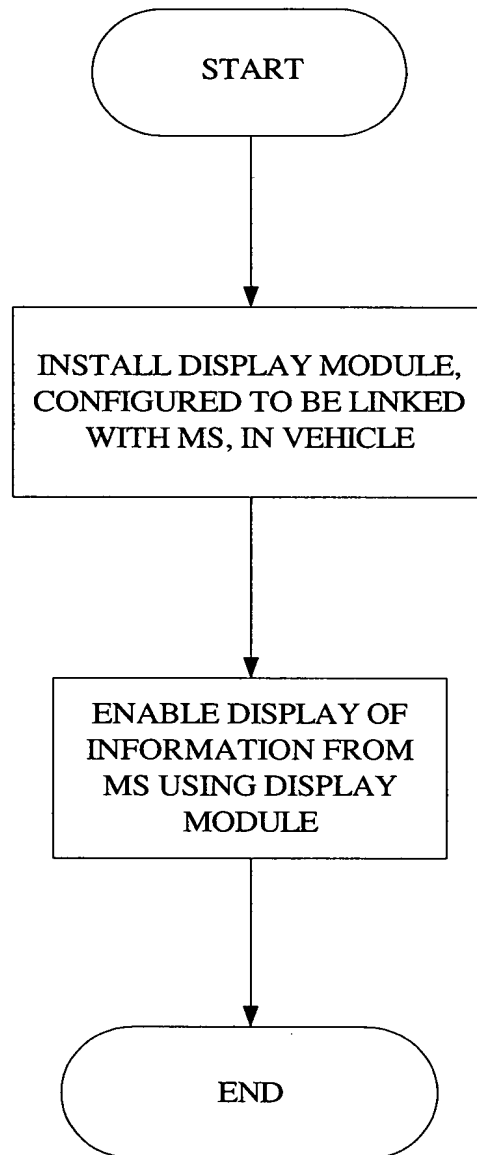 START
INSTALL DISPLAY MODULE,
CONFIGURED TO BE LINKED
WITH MS, IN VEHICLE
ENABLE DISPLAY OF
INFORMATION FROM
MS USING DISPLAY
MODULE
END